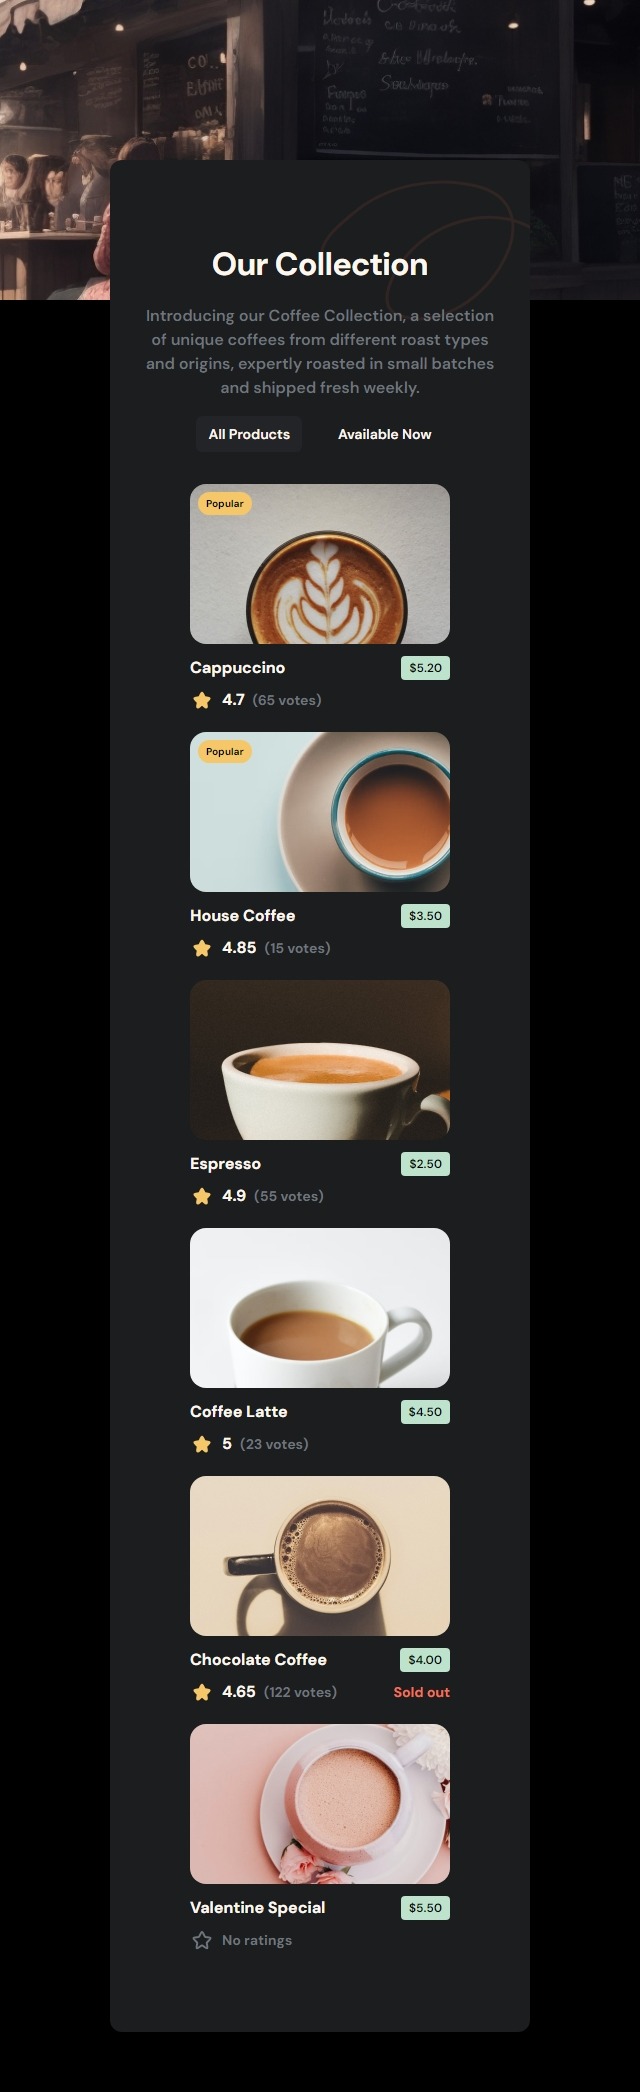 Our Collection
Introducing our Coffee Collection, a selection
of unique coffees from different roast types
and origins, expertly roasted in small batches
and shipped fresh weekly.
All Products Available Now
Popular
Cappuccino $5.20
4.7 (65 votes)
Popular
House Coffee $3.50
4.85 (15 votes)
Espresso $2.50
4.9 (55 votes)
Coffee Latte $4.50
5 (23 votes)
Chocolate Coffee $4.00
4.65 (122 votes) Sold out
Valentine Special $5.50
No ratings